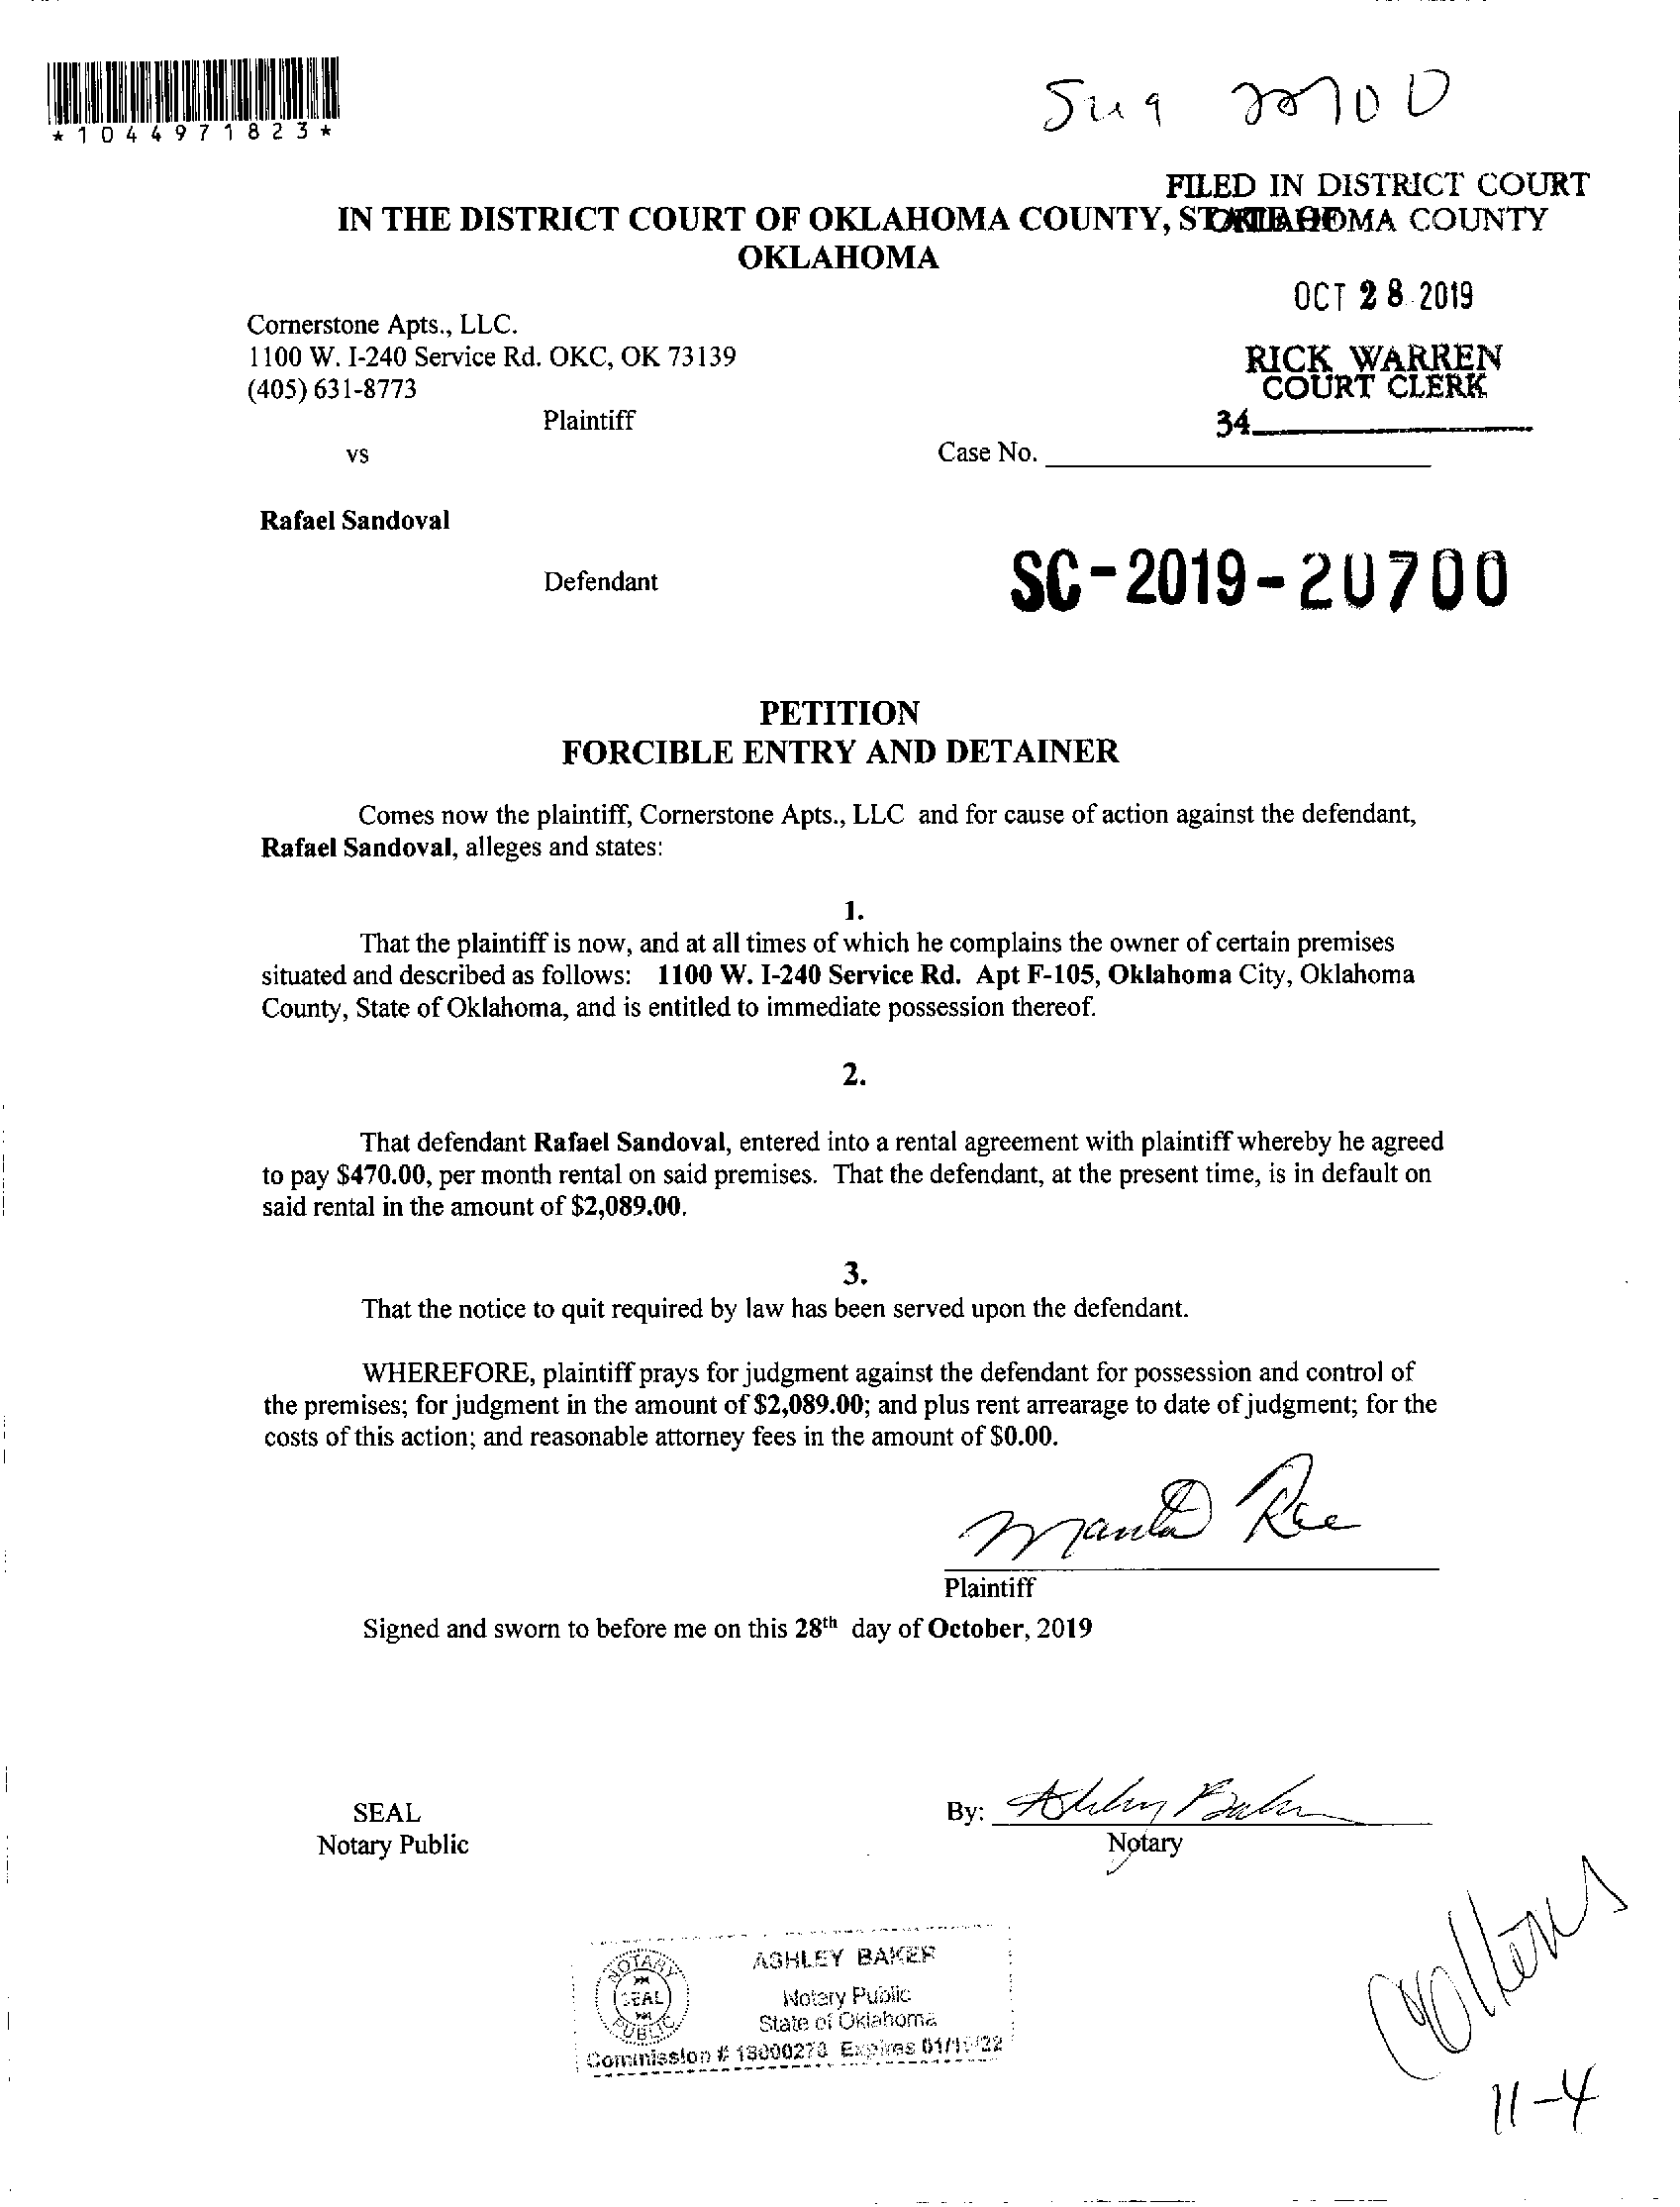 *1044971823*
FILED IN DISTRICT COURT
OKLAHOMA COUNTY
IN THE DISTRICT COURT OF OKLAHOMA COUNTY, STATE OF
OKLAHOMA
OCT 28 2019
Cornerstone Apts., LLC.
1100 W. I-240 Service Rd. OKC, OK 73139
(405) 631-8773
RICK WARREN
COURT CLERK
Plaintiff
34
vs
Case No.
Rafael Sandoval
Defendant
SC-2019-20700
PETITION
FORCIBLE ENTRY AND DETAINER
Comes now the plaintiff, Cornerstone Apts., LLC and for cause of action against the defendant,
Rafael Sandoval, alleges and states:
1.
That the plaintiff is now, and at all times of which he complains the owner of certain premises
situated and described as follows: 1100 W. I-240 Service Rd. Apt F-105, Oklahoma City, Oklahoma
County, State of Oklahoma, and is entitled to immediate possession thereof.
2.
That defendant Rafael Sandoval, entered into a rental agreement with plaintiff whereby he agreed
to pay $470.00, per month rental on said premises. That the defendant, at the present time, is in default on
said rental in the amount of $2,089.00.
3.
That the notice to quit required by law has been served upon the defendant.
WHEREFORE, plaintiff prays for judgment against the defendant for possession and control of
the premises; for judgment in the amount of $2,089.00; and plus rent arrearage to date of judgment; for the
costs of this action; and reasonable attorney fees in the amount of $0.00.
Plaintiff
Signed and sworn to before me on this 28th day of October, 2019
SEAL
Notary Public
By: Ashley Baker
Notary
NOTARY
SEAL
PUBLIC
ASHLEY BAKER
Notary Public
State of Oklahoma
Commission # Expires
11-4